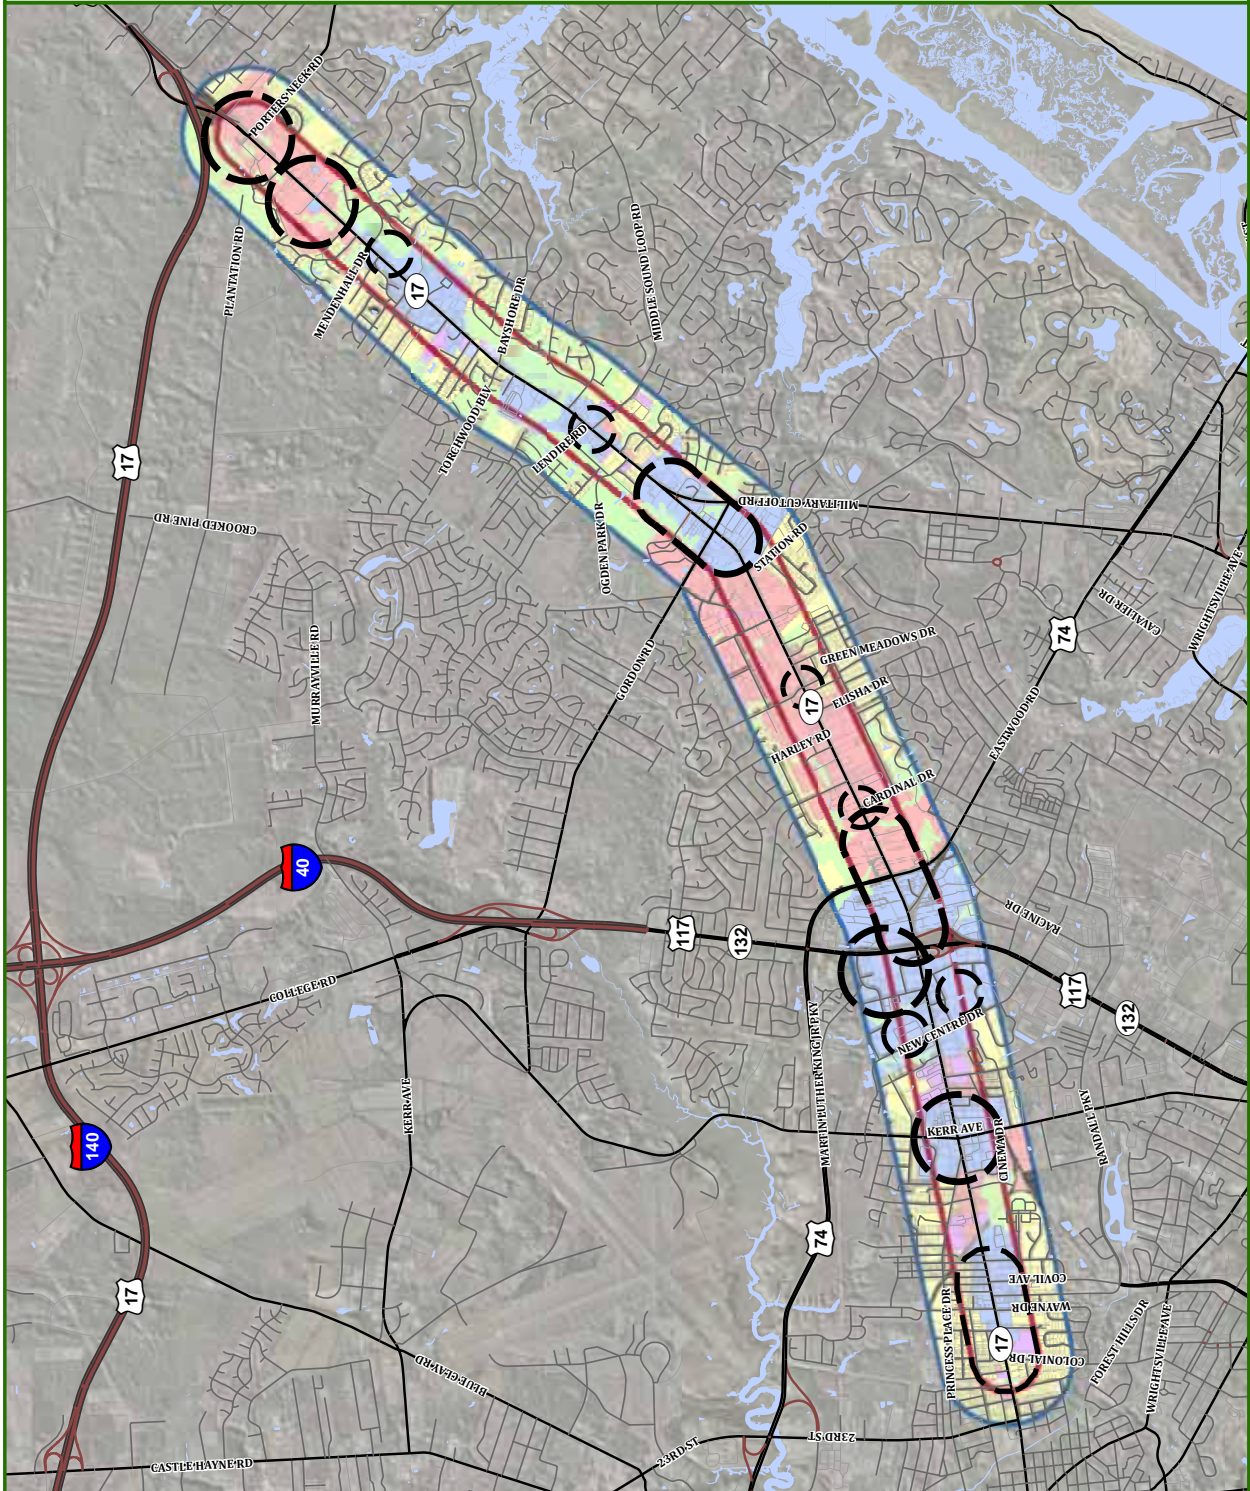 PORTERS NECK RD
PLANTATION RD
MENDENHALL DR
17
MIDDLE SOUND LOOP RD
BAYSHORE DR
TORCHWOOD BLV
LENDIRE RD
17
CROOKED PINE RD
MILITARY CUTOFF RD
OGDEN PARK DR
STATION RD
CAVALIER DR
WRIGHTSVILLE AVE
74
GREEN MEADOWS DR
MURRAYVILLE RD
GORDON RD
ELISHA DR
17
EASTWOOD RD
HARLEY RD
CARDINAL DR
40
RACINE DR
117
132
COLLEGE RD
117
132
NEW CENTRE DR
MARTIN LUTHER KING JR PKY
KERR AVE
KERR AVE
CINEMA DR
RANDALL PKY
140
74
17
COVIL AVE
WAYNE DR
PRINCESS PLACE DR
17
COLONIAL DR
FOREST HILLS DR
WRIGHTSVILLE AVE
BLUE CLAY RD
23RD ST
23RD ST
CASTLE HAYNE RD